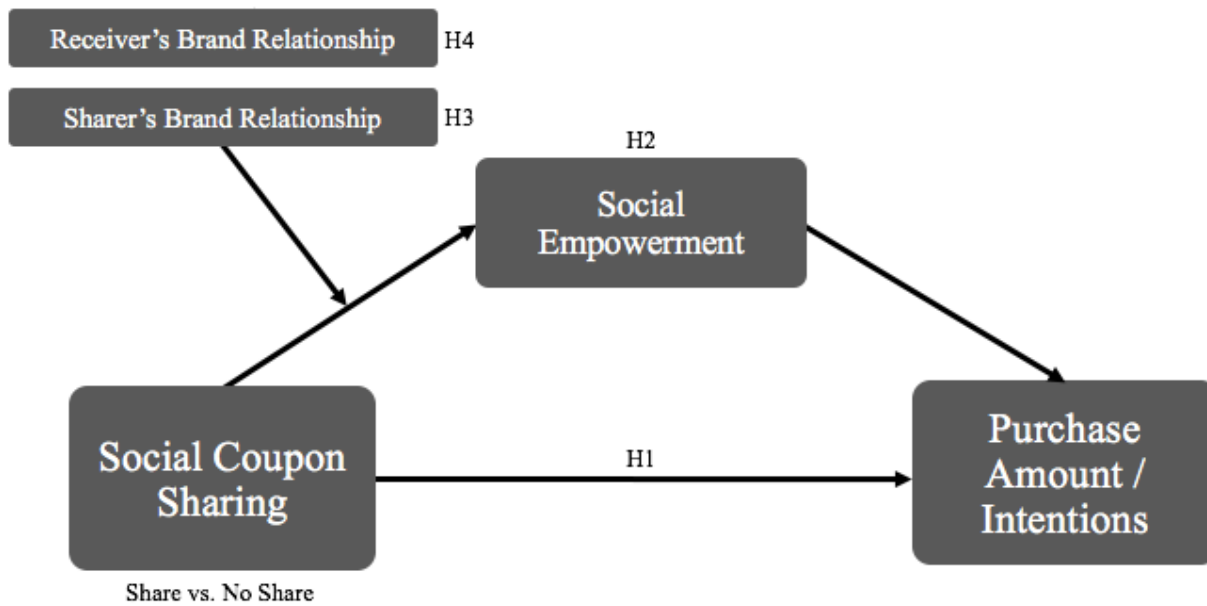 Receiver’s Brand Relationship
H4
Sharer’s Brand Relationship
H3
H2
Social
Empowerment
Social Coupon
Sharing
H1
Purchase
Amount /
Intentions
Share vs. No Share